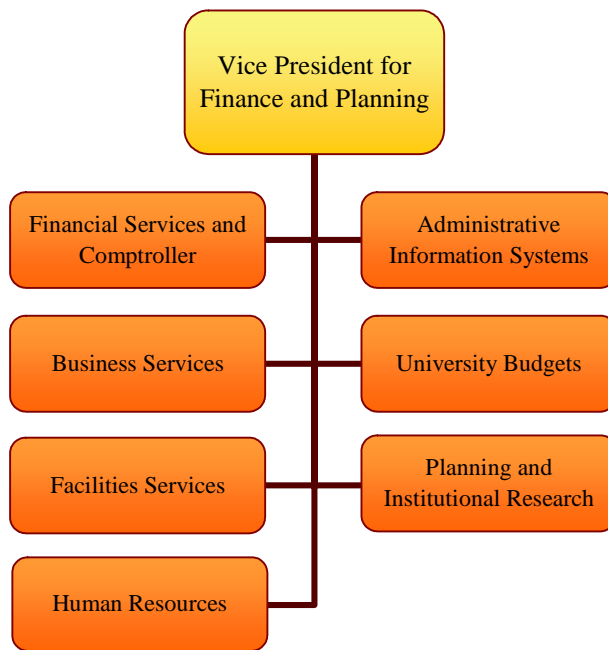 Vice President for
Finance and Planning
Financial Services and
Comptroller
Administrative
Information Systems
Business Services
University Budgets
Facilities Services
Planning and
Institutional Research
Human Resources